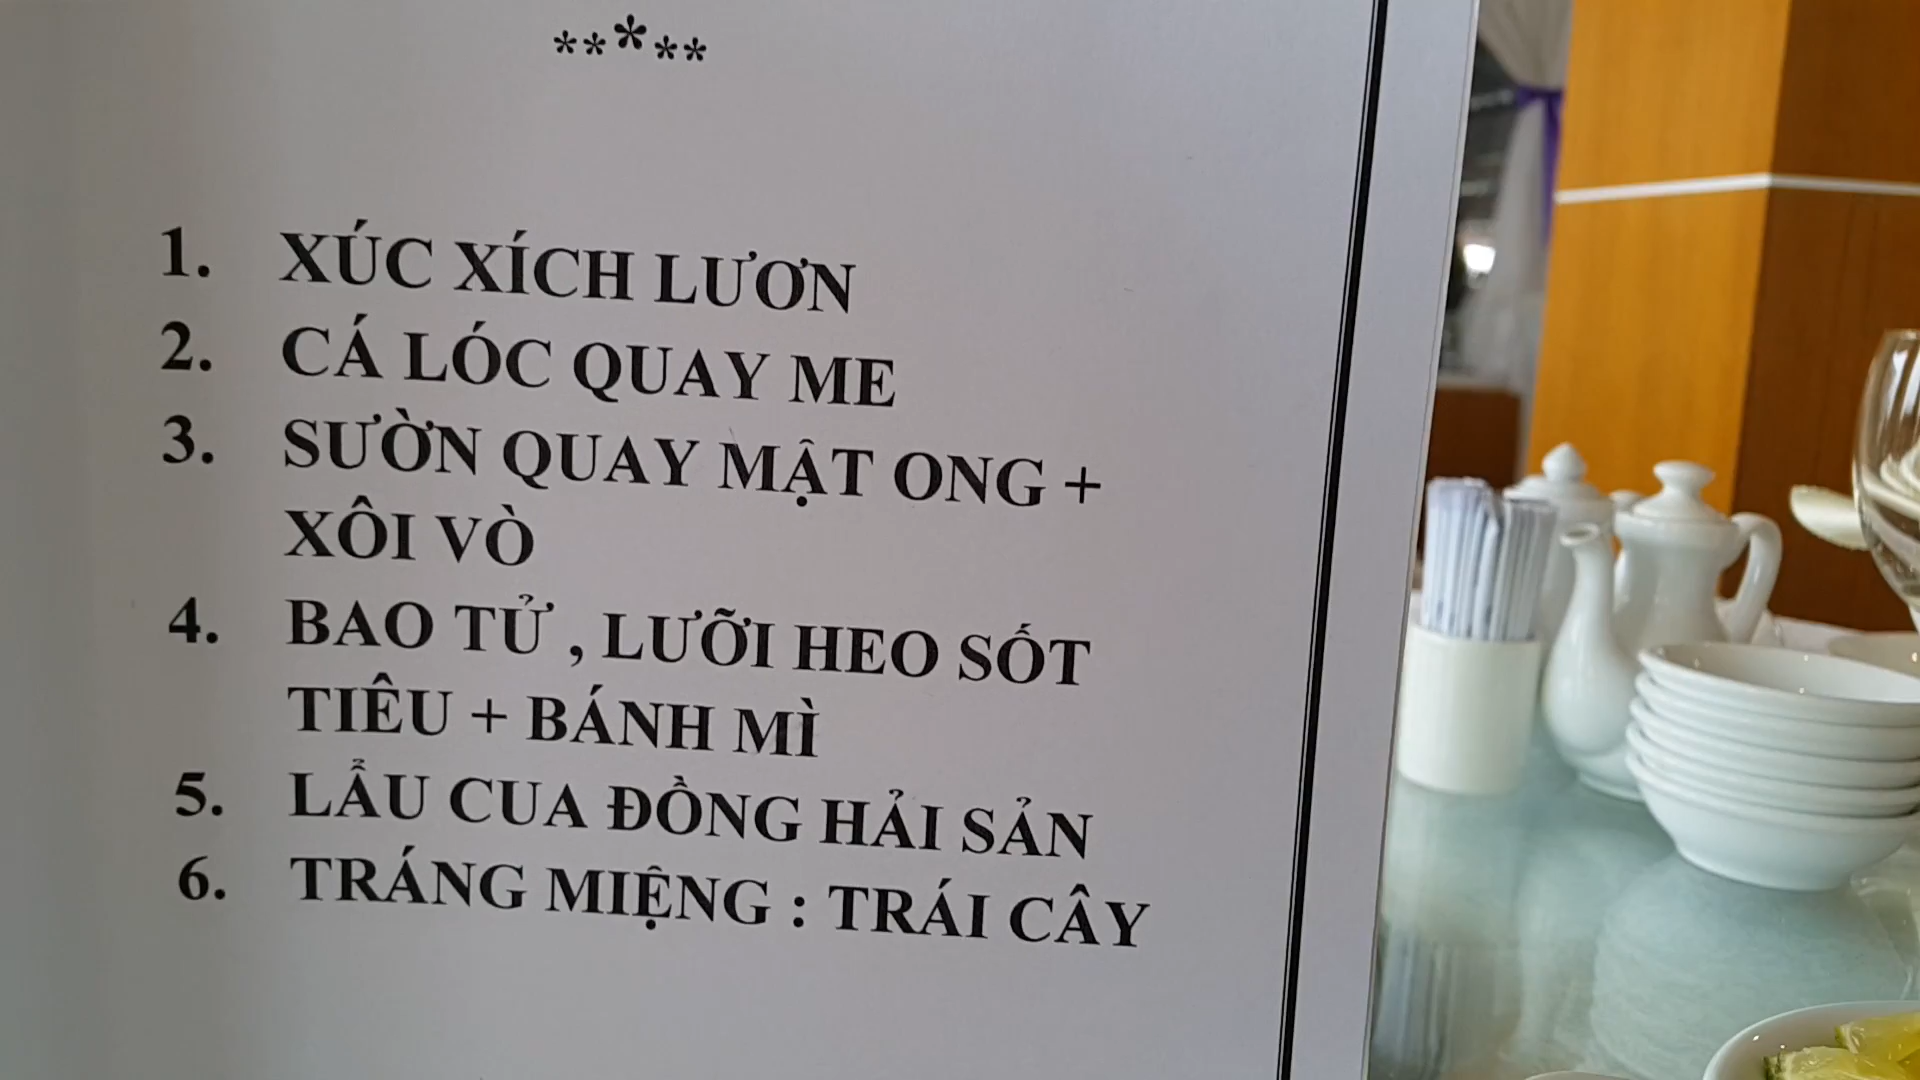 *****
1. XÚC XÍCH LƯƠN
2. CÁ LÓC QUAY ME
3. SƯỜN QUAY MẬT ONG +
XÔI VÒ
4. BAO TỬ , LƯỠI HEO SỐT
TIÊU + BÁNH MÌ
5. LẨU CUA ĐỒNG HẢI SẢN
6. TRÁNG MIỆNG : TRÁI CÂY